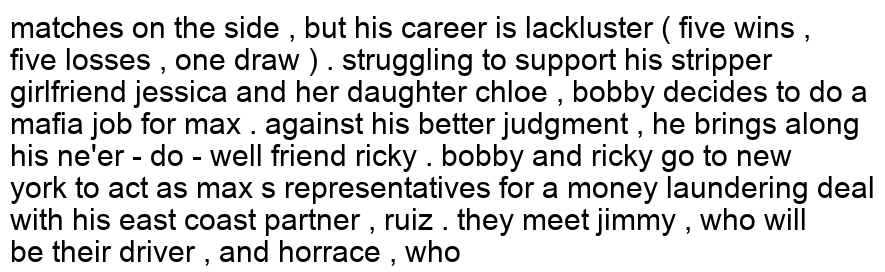 matches on the side , but his career is lackluster ( five wins ,
five losses , one draw ) . struggling to support his stripper
girlfriend jessica and her daughter chloe , bobby decides to do a
mafia job for max . against his better judgment , he brings along
his ne'er - do - well friend ricky . bobby and ricky go to new
york to act as max s representatives for a money laundering deal
with his east coast partner , ruiz . they meet jimmy , who will
be their driver , and horrace , who